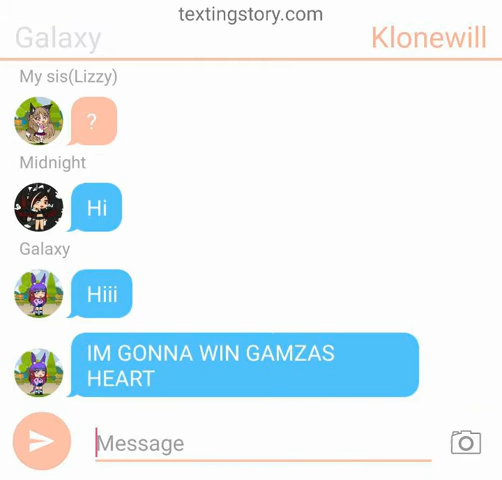 textingstory.com
Galaxy
Klonewill
My sis(Lizzy)
?
Midnight
Hi
Galaxy
Hiii
IM GONNA WIN GAMZAS
HEART
Message